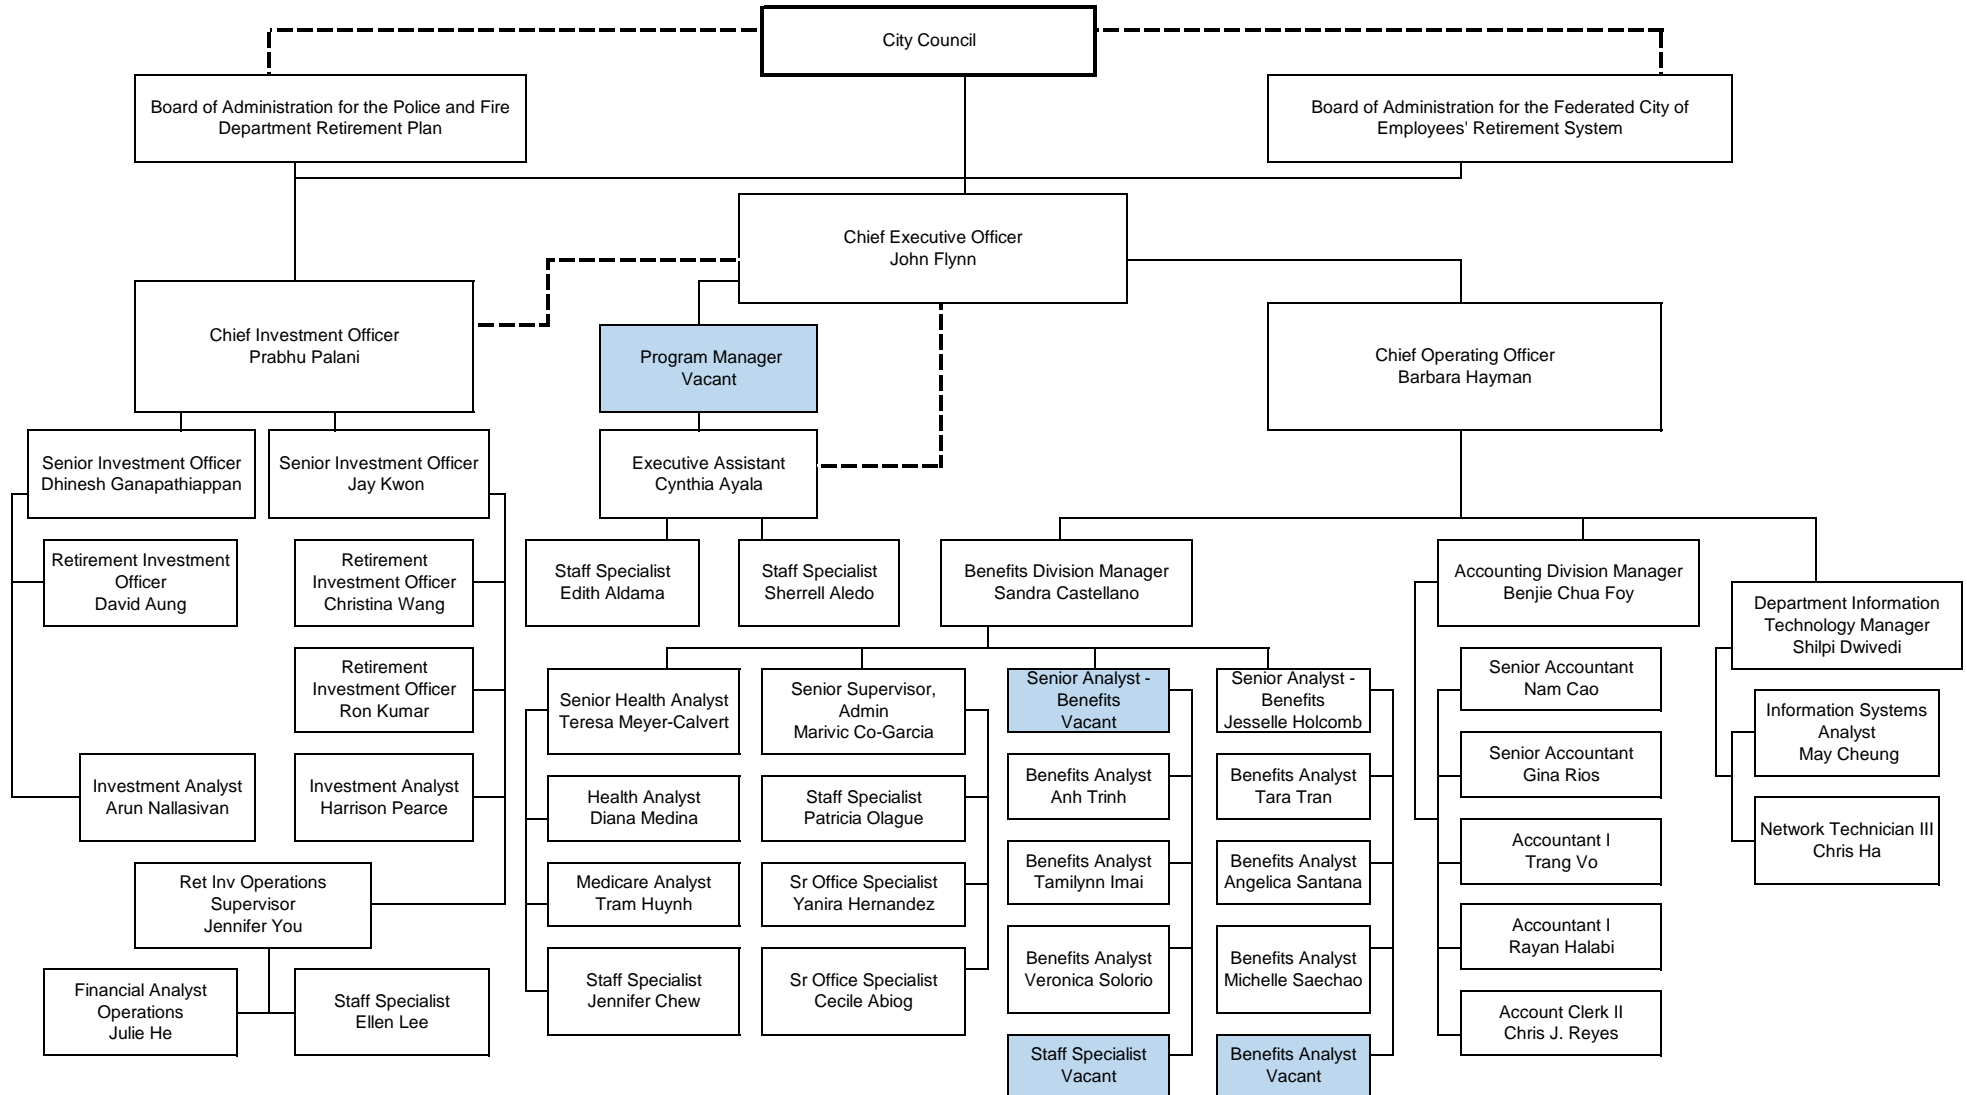 City Council
Board of Administration for the Police and Fire
Department Retirement Plan
Board of Administration for the Federated City of
Employees' Retirement System
Chief Executive Officer
John Flynn
Chief Investment Officer
Prabhu Palani
Program Manager
Vacant
Chief Operating Officer
Barbara Hayman
Senior Investment Officer
Dhinesh Ganapathiappan
Senior Investment Officer
Jay Kwon
Executive Assistant
Cynthia Ayala
Retirement Investment
Officer
David Aung
Retirement
Investment Officer
Christina Wang
Staff Specialist
Edith Aldama
Staff Specialist
Sherrell Aledo
Benefits Division Manager
Sandra Castellano
Accounting Division Manager
Benjie Chua Foy
Department Information
Technology Manager
Shilpi Dwivedi
Retirement
Investment Officer
Ron Kumar
Senior Health Analyst
Teresa Meyer-Calvert
Senior Supervisor,
Admin
Marivic Co-Garcia
Senior Analyst -
Benefits
Vacant
Senior Analyst -
Benefits
Jesselle Holcomb
Senior Accountant
Nam Cao
Information Systems
Analyst
May Cheung
Investment Analyst
Arun Nallasivan
Investment Analyst
Harrison Pearce
Health Analyst
Diana Medina
Staff Specialist
Patricia Olague
Benefits Analyst
Anh Trinh
Benefits Analyst
Tara Tran
Senior Accountant
Gina Rios
Network Technician III
Chris Ha
Ret Inv Operations
Supervisor
Jennifer You
Medicare Analyst
Tram Huynh
Sr Office Specialist
Yanira Hernandez
Benefits Analyst
Tamilynn Imai
Benefits Analyst
Angelica Santana
Accountant I
Trang Vo
Financial Analyst
Operations
Julie He
Staff Specialist
Ellen Lee
Staff Specialist
Jennifer Chew
Sr Office Specialist
Cecile Abiog
Benefits Analyst
Veronica Solorio
Benefits Analyst
Michelle Saechao
Accountant I
Rayan Halabi
Account Clerk II
Chris J. Reyes
Staff Specialist
Vacant
Benefits Analyst
Vacant